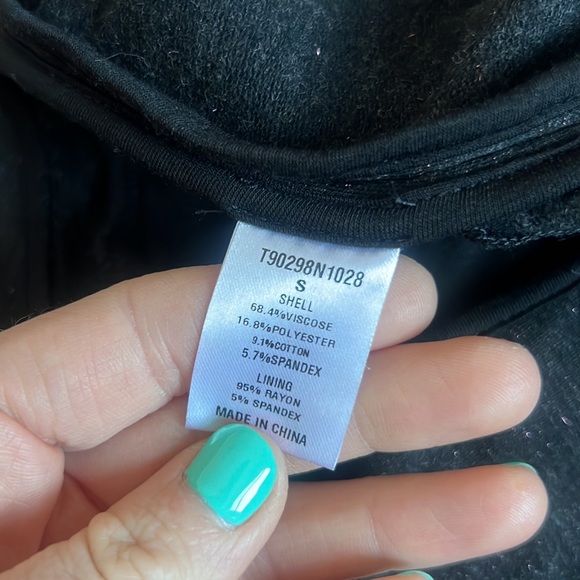 T90298N1028
S
SHELL
68.4%VISCOSE
16.8%POLYESTER
9.1%COTTON
5.7%SPANDEX
LINING
95% RAYON
5% SPANDEX
MADE IN CHINA